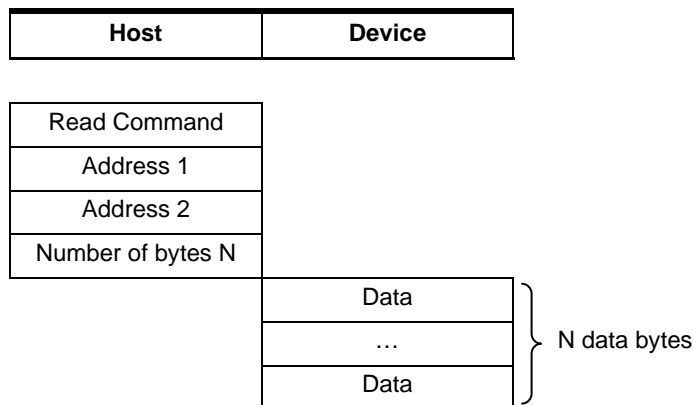 Host Device
Read Command
Address 1
Address 2
Number of bytes N
Data
…
N data bytes
Data